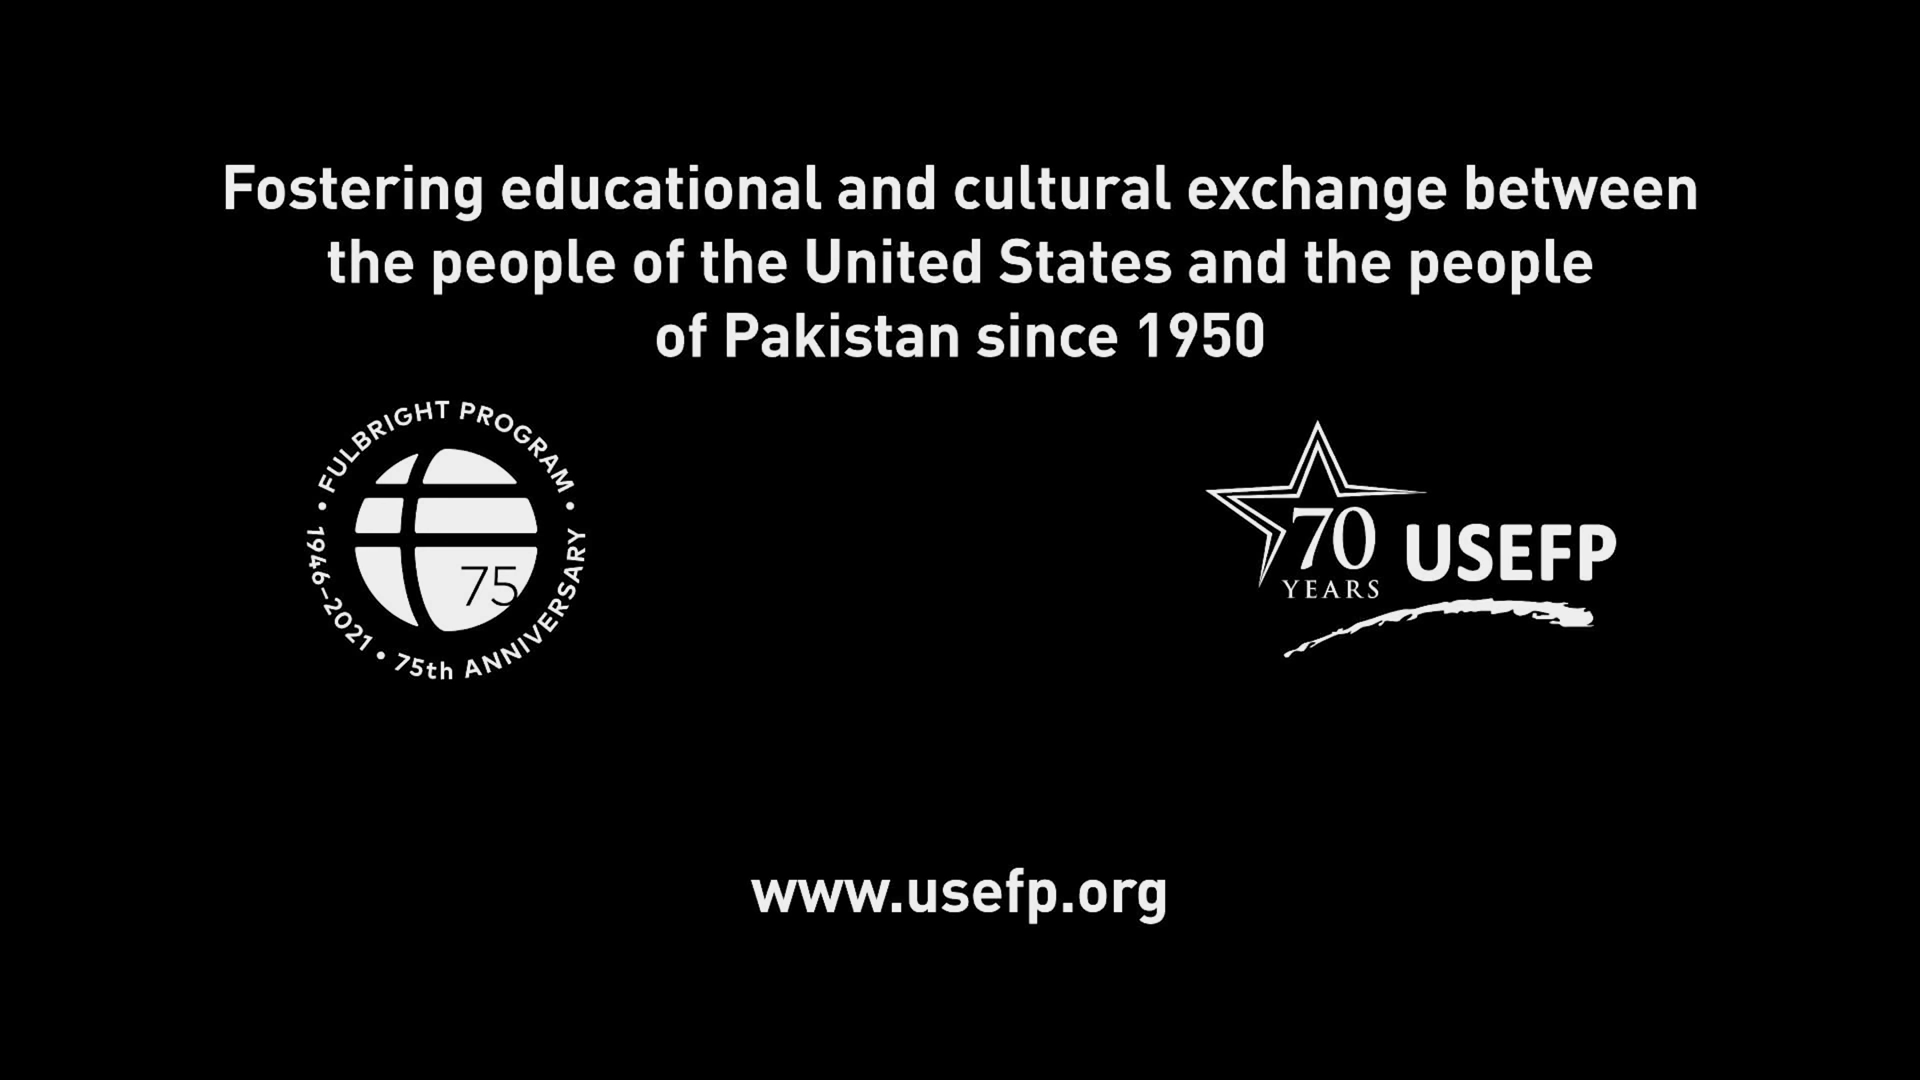 Fostering educational and cultural exchange between
the people of the United States and the people
of Pakistan since 1950
• FULBRIGHT PROGRAM •
1946–2021 • 75th ANNIVERSARY
75
70
YEARS
USEFP
www.usefp.org